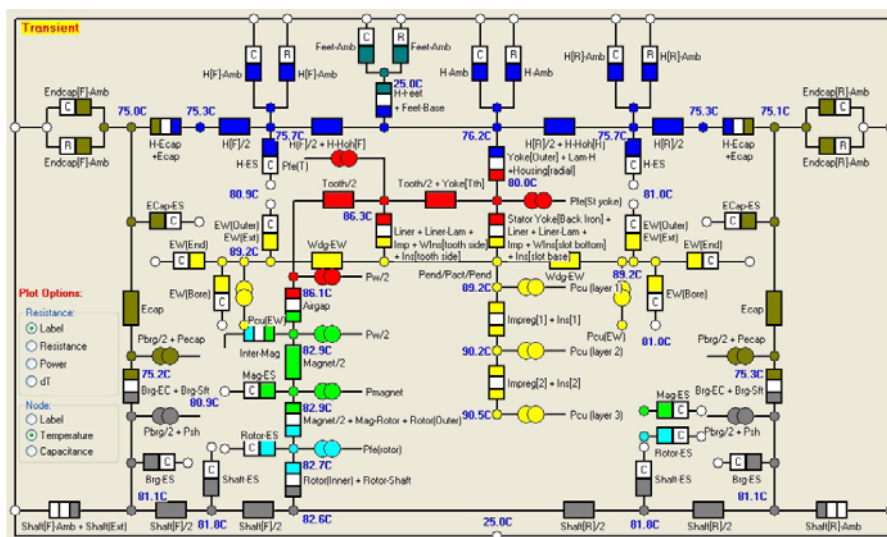 Transient
Feet-Amb
Feet-Amb
C
R
C
R
C
R
C
R
C
R
H[F]-Amb
H[F]-Amb
H-Amb
H-Amb
H[R]-Amb
H[R]-Amb
25.0C
H-Feet
+ Feet-Base
Endcap[F]-Amb
C
R
Endcap[F]-Amb
75.0C
75.3C
H-Ecap
+Ecap
H[F]/2
75.7C
H[F]/2 + H-Hoh[F]
76.2C
H[R]/2 + H-Hoh[H]
75.7C
H[R]/2
75.3C
H-Ecap
+Ecap
75.1C
Endcap[R]-Amb
C
R
Endcap[R]-Amb
H-ES
C
Pfe(T)
Yoke[Outer] + Lam-H
+Housing[radial]
80.0C
H-ES
C
80.9C
Tooth/2
Tooth/2 + Yoke[Tth]
Pfe(St yoke)
81.0C
86.3C
ECap-ES
C
C
EW(Outer)
EW(Ext)
Liner + Liner-Lam +
Imp + WIns[tooth side]
+ Ins[tooth side]
Stator Yoke[Back Iron] +
Liner + Liner-Lam +
Imp + WIns[slot bottom]
+ Ins[slot base]
C
EW(Outer)
EW(Ext)
ECap-ES
C
EW(End)
C
89.2C
Wdg-EW
Pend/Pact/Pend
Wdg-EW
89.2C
EW(End)
C
C
EW(Bore)
Pw/2
86.1C
89.2C
Pcu (layer 1)
C
EW(Bore)
Plot Options:
Resistance:
Label
Resistance
Power
dT
Node:
Label
Temperature
Capacitance
Ecap
Airgap
Pcu(EW)
C
Inter-Mag
Pw/2
82.9C
Impreg[1] + Ins[1]
Pcu(EW)
81.0C
Ecap
Pbrg/2 + Pecap
Magnet/2
90.2C
Pcu (layer 2)
Pbrg/2 + Pecap
75.2C
Brg-EC + Brg-Sft
Mag-ES
C
80.9C
Pmagnet
82.9C
Impreg[2] + Ins[2]
75.3C
Brg-EC + Brg-Sft
Mag-ES
C
Pbrg/2 + Psh
Magnet/2 + Mag-Rotor + Rotor(Outer)
90.5C
Pcu (layer 3)
Pbrg/2 + Psh
Rotor-ES
C
Pfe(rotor)
82.7C
C
Rotor-ES
C
Brg-ES
C
Shaft-ES
Rotor(Inner) + Rotor-Shaft
C
Shaft-ES
C
Brg-ES
81.1C
81.1C
Shaft[F]-Amb + Shaft(Ext)
Shaft[F]/2
81.8C
Shaft[F]/2
82.6C
25.0C
Shaft[R]/2
81.8C
Shaft[R]/2
Shaft[R]-Amb